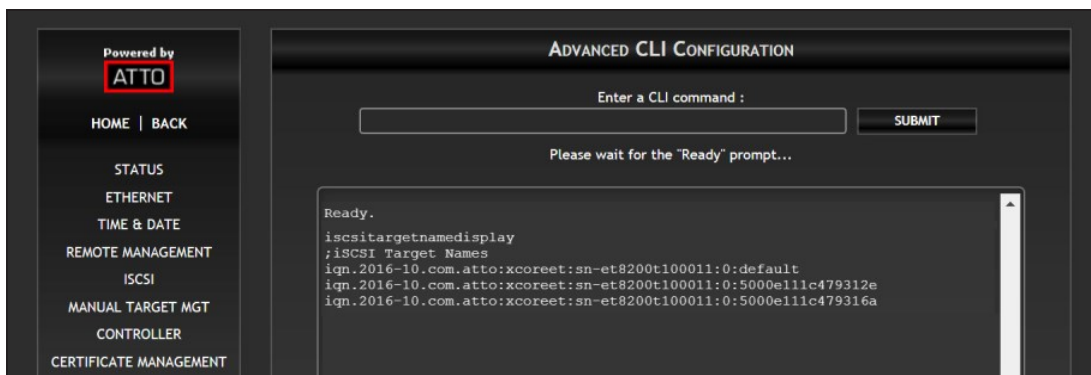 Powered by
ATTO
HOME | BACK
STATUS
ETHERNET
TIME & DATE
REMOTE MANAGEMENT
ISCSI
MANUAL TARGET MGT
CONTROLLER
CERTIFICATE MANAGEMENT
ADVANCED CLI CONFIGURATION
Enter a CLI command :
SUBMIT
Please wait for the "Ready" prompt...
Ready.
iscsitargetnamedisplay
;iSCSI Target Names
iqn.2016-10.com.atto:xcoreet:sn-et8200t100011:0:default
iqn.2016-10.com.atto:xcoreet:sn-et8200t100011:0:5000e111c479312e
iqn.2016-10.com.atto:xcoreet:sn-et8200t100011:0:5000e111c479316a